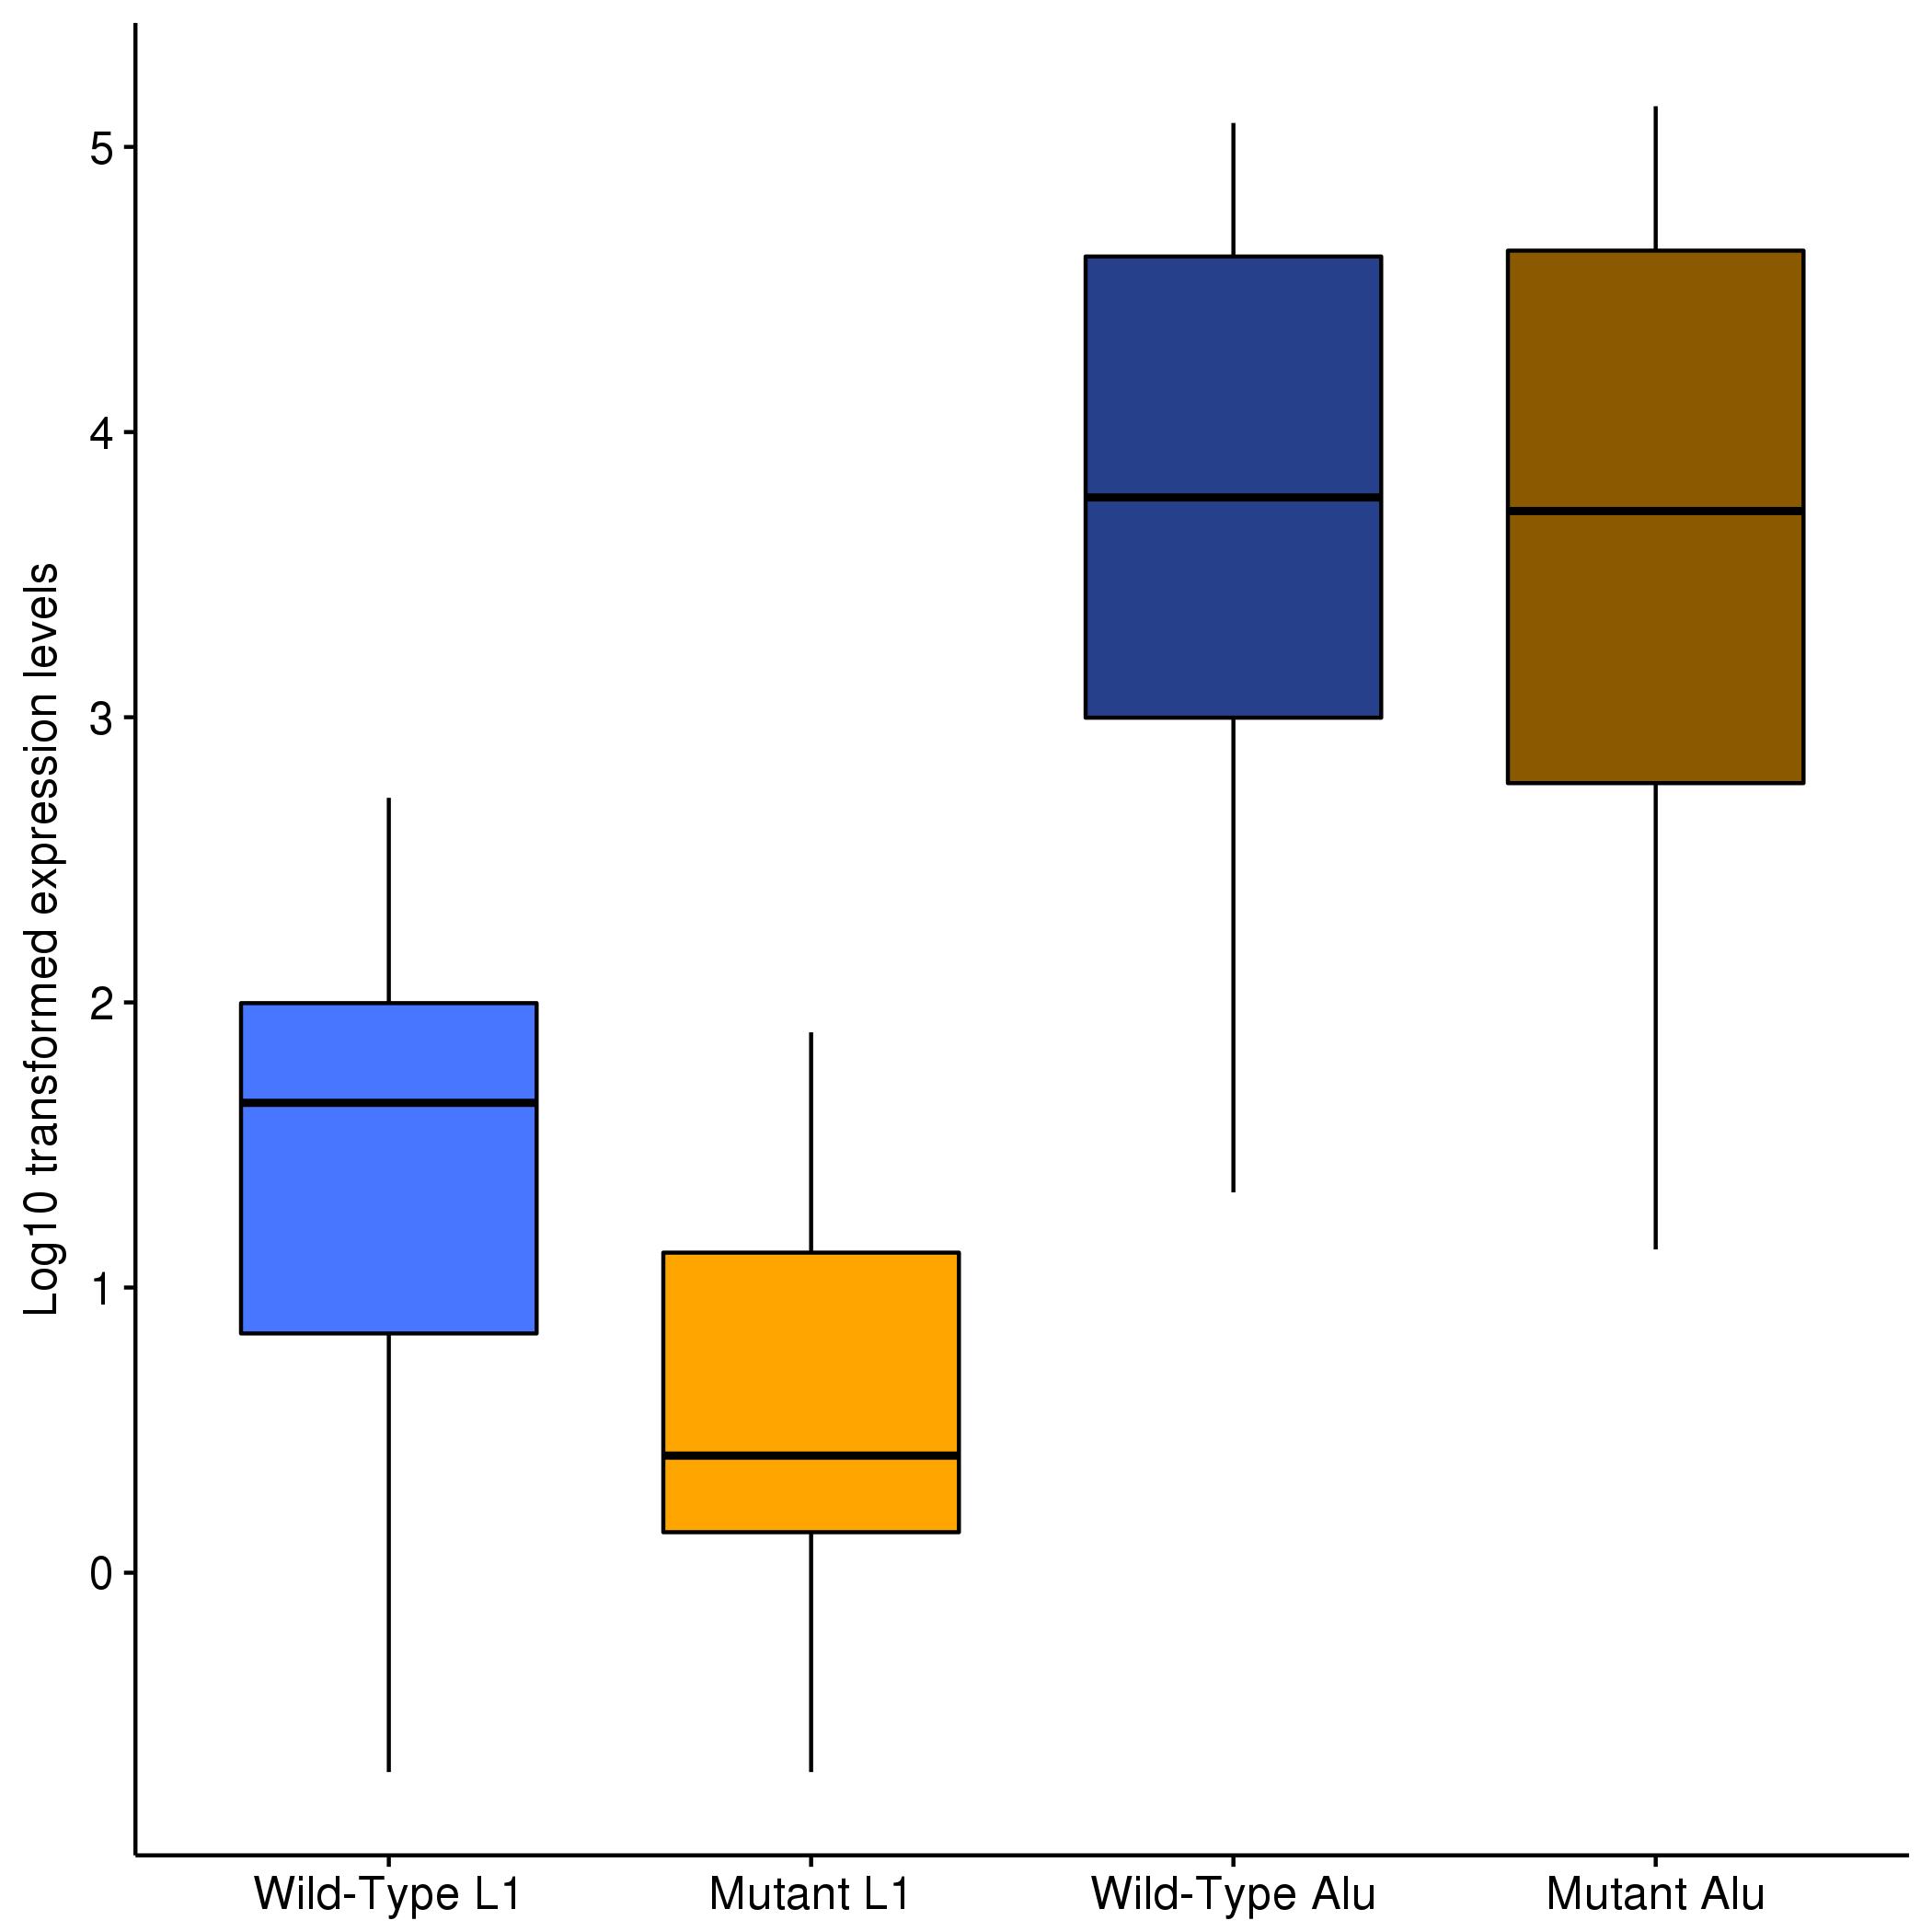 Log10 transformed expression levels
5
4
3
2
1
0
Wild-Type L1
Mutant L1
Wild-Type Alu
Mutant Alu